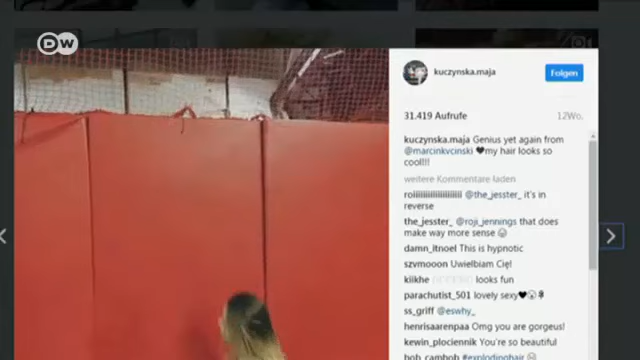 DW
kuczynska.maja
Folgen
31.419 Aufrufe
12Wo.
kuczynska.maja Genius yet again from
@marcinkvcinski ♥my hair looks so
cool!!!
weitere Kommentare laden
@the_jesster_ it's in
reverse
the_jesster_ @roji_jennings that does
make way more sense
damn_itnoel This is hypnotic
szvmooon Uwielbiam Cię!
kiikhe looks fun
parachutist_501 lovely sexy♥
ss_griff @eswhy_
henrisaarenpaa Omg you are gorgeus!
kewin_plociennik You're so beautiful
bob_cambob #explodinghair